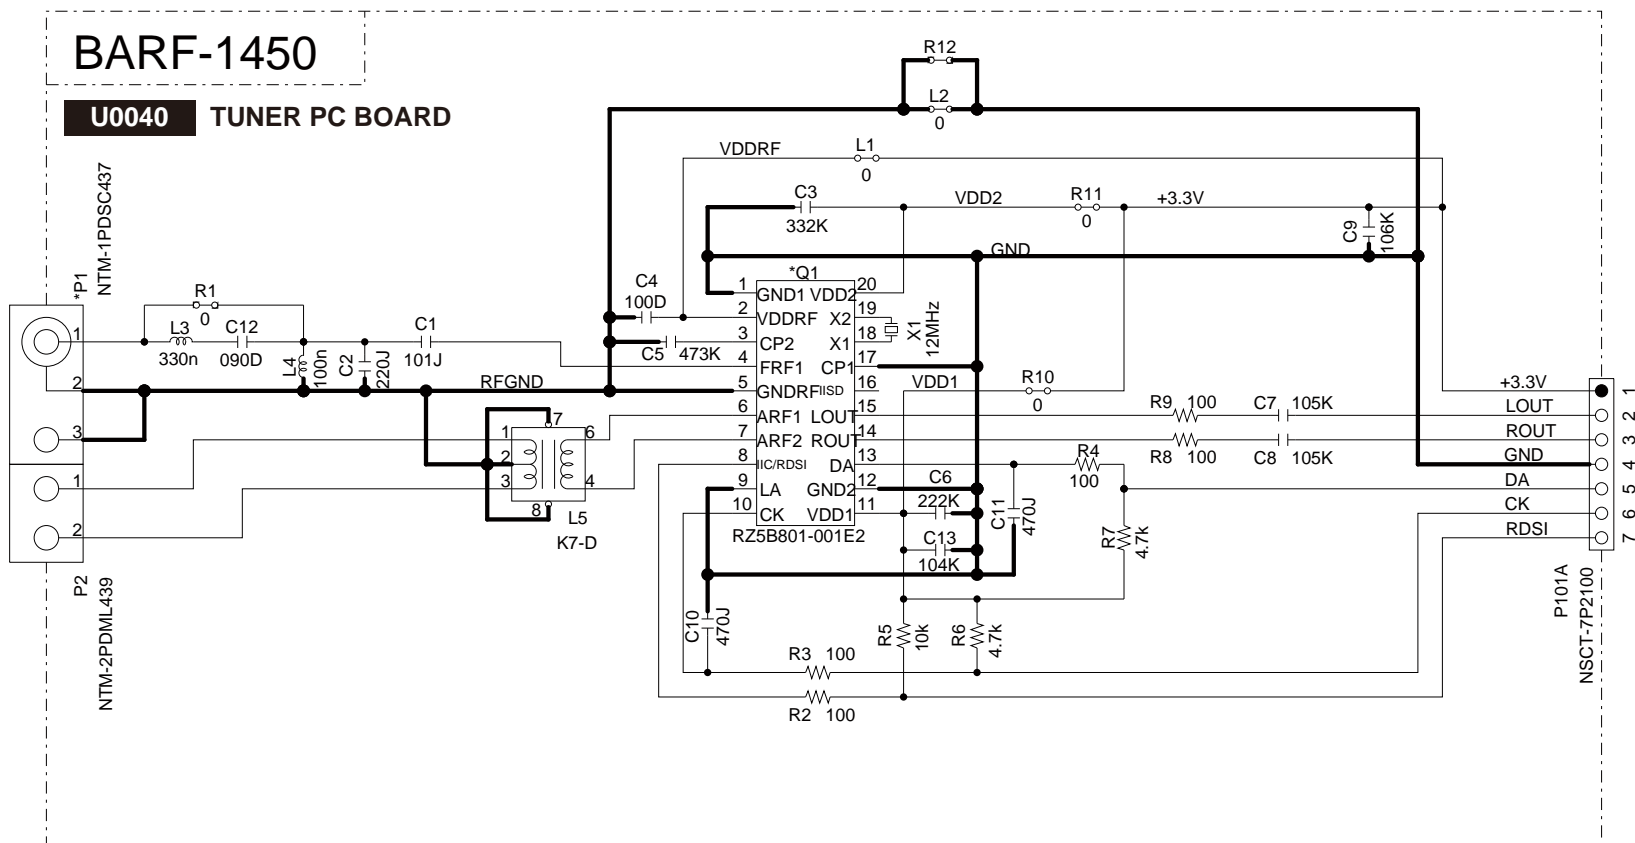 BARF-1450
U0040 TUNER PC BOARD
R12
L2
0
VDDRF
L1
0
C3
332K
VDD2
R11
0
+3.3V
C9
106K
GND
*P1
NTM-1PDSC437
1
2
3
R1
0
L3
330n
C12
090D
L4
100n
C2
220J
C1
101J
RFGND
C4
100D
C5 473K
*Q1
1 GND1 VDD2 20
2 VDDRF X2 19
3 CP2 X1 18
4 FRF1 CP1 17
5 GNDRF IISD 16
6 ARF1 LOUT 15
7 ARF2 ROUT 14
8 IIC/RDSI DA 13
9 LA GND2 12
10 CK VDD1 11
RZ5B801-001E2
X1
12MHz
VDD1
R10
0
R9 100
C7 105K
R8 100
C8 105K
R4
100
C6
222K
C13
104K
C11
470J
R7
4.7k
1
2
P2
NTM-2PDML439
1
2
3
7
6
4
8
L5
K7-D
C10
470J
R5
10k
R6
4.7k
R3 100
R2 100
+3.3V 1
LOUT 2
ROUT 3
GND 4
DA 5
CK 6
RDSI 7
P101A
NSCT-7P2100